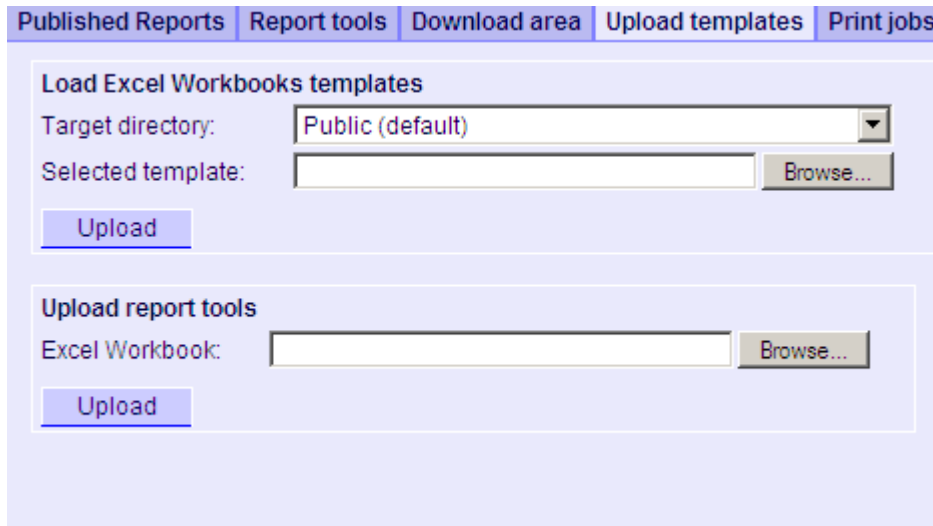 Published Reports Report tools Download area Upload templates Print jobs
Load Excel Workbooks templates
Target directory: Public (default)
Selected template: Browse...
Upload
Upload report tools
Excel Workbook: Browse...
Upload